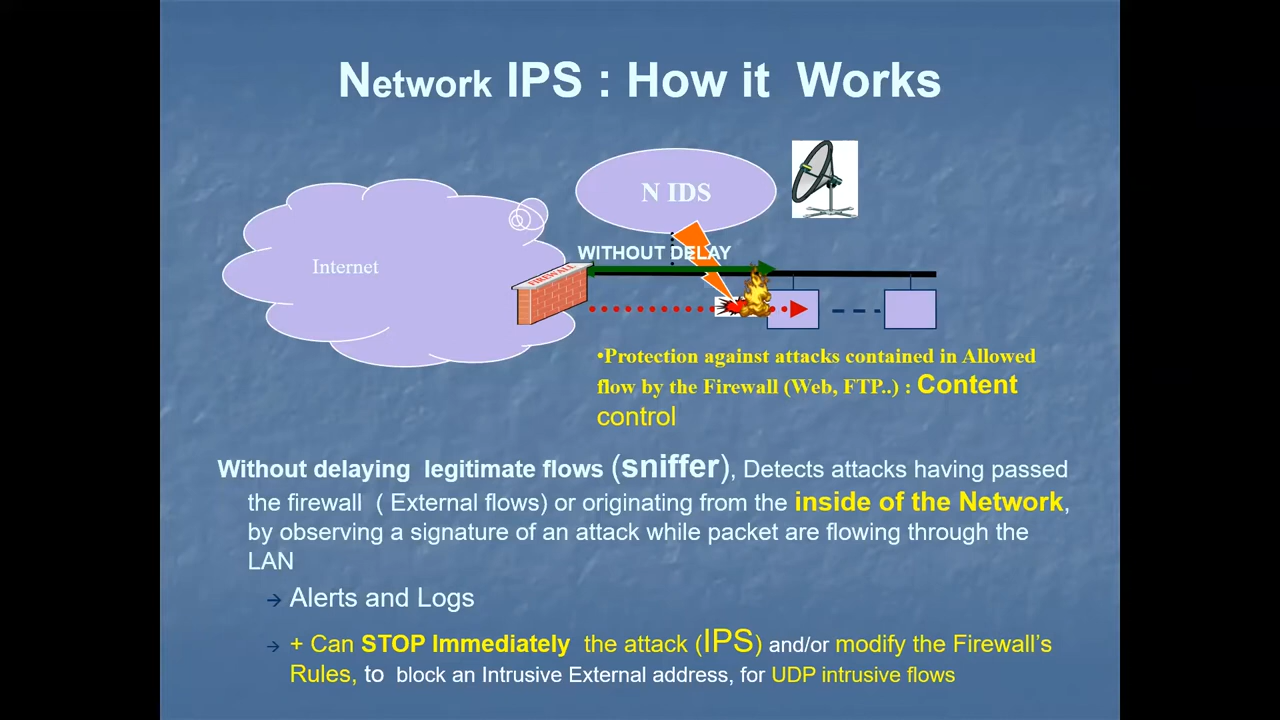 Network IPS : How it Works
N IDS
WITHOUT DELAY
Internet
FIREWALL
•Protection against attacks contained in Allowed
flow by the Firewall (Web, FTP..) : Content
control
Without delaying legitimate flows (sniffer), Detects attacks having passed
the firewall ( External flows) or originating from the inside of the Network,
by observing a signature of an attack while packet are flowing through the
LAN
→ Alerts and Logs
→ + Can STOP Immediately the attack (IPS) and/or modify the Firewall’s
Rules, to block an Intrusive External address, for UDP intrusive flows